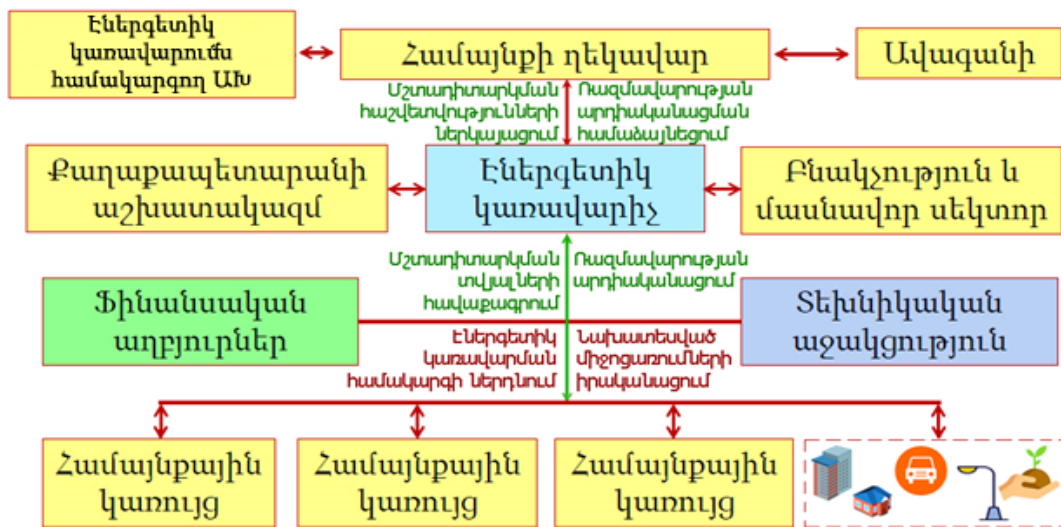 Էներգետիկ
կառավարումս
համակարգող ԱԽ
Համայնքի ղեկավար
Ավագանի
Մշտադիտարկման
հաշվետվությունների
ներկայացում
Ռազմավարության
արդիականացման
համաձայնեցում
Քաղաքապետարանի
աշխատակազմ
Էներգետիկ
կառավարիչ
Բնակչություն և
մասնավոր սեկտոր
Մշտադիտարկման
տվյալների
հավաքագրում
Ռազմավարության
արդիականացում
Ֆինանսական
աղբյուրներ
Տեխնիկական
աջակցություն
Էներգետիկ
կառավարման
համակարգի ներդնում
Նախատեսված
միջոցառումների
իրականացում
Համայնքային
կառույց
Համայնքային
կառույց
Համայնքային
կառույց